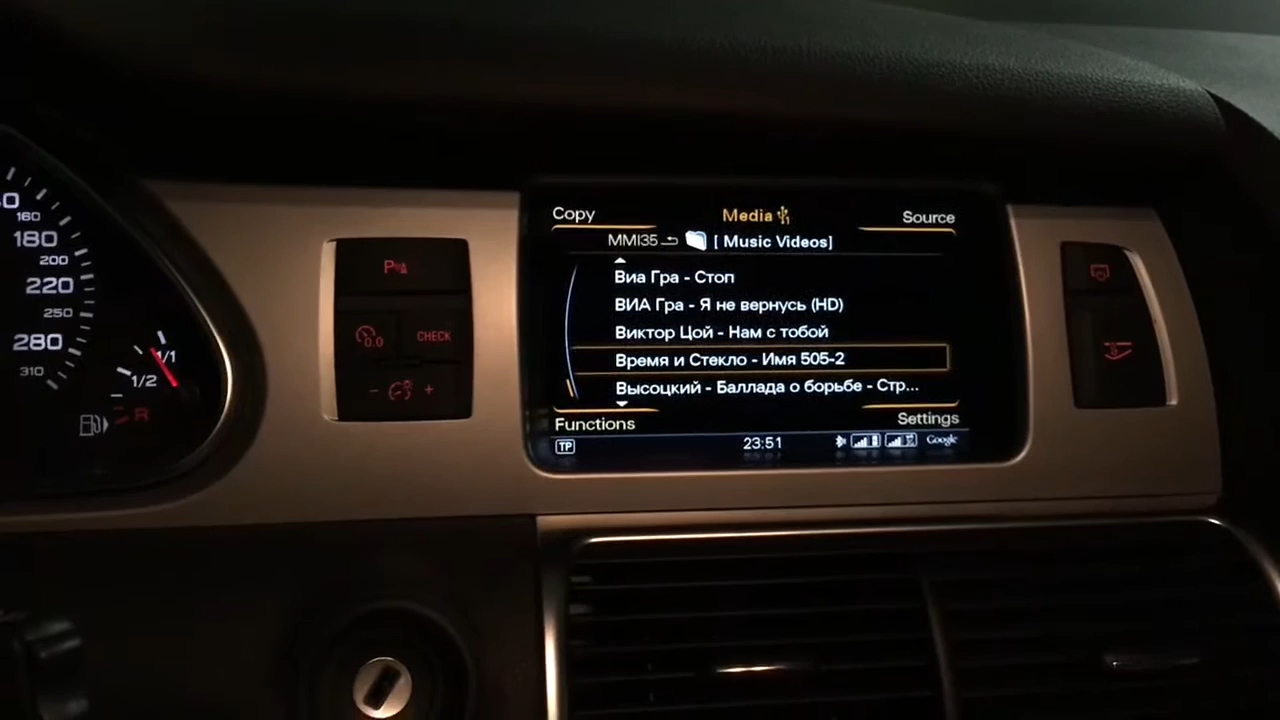 160
180
200
220
250
280
310
1/1
1/2
R
P
0.0
CHECK
- +
Copy
Media
Source
MMI35 [ Music Videos]
Виа Гра - Стоп
ВИА Гра - Я не вернусь (HD)
Виктор Цой - Нам с тобой
Время и Стекло - Имя 505-2
Высоцкий - Баллада о борьбе - Стр...
Functions
Settings
TP
23:51
Google